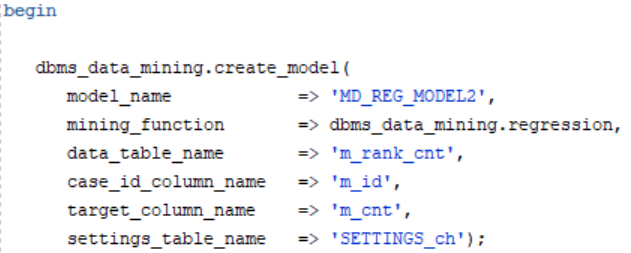 begin
dbms_data_mining.create_model(
model_name => 'MD_REG_MODEL2',
mining_function => dbms_data_mining.regression,
data_table_name => 'm_rank_cnt',
case_id_column_name => 'm_id',
target_column_name => 'm_cnt',
settings_table_name => 'SETTINGS_ch');